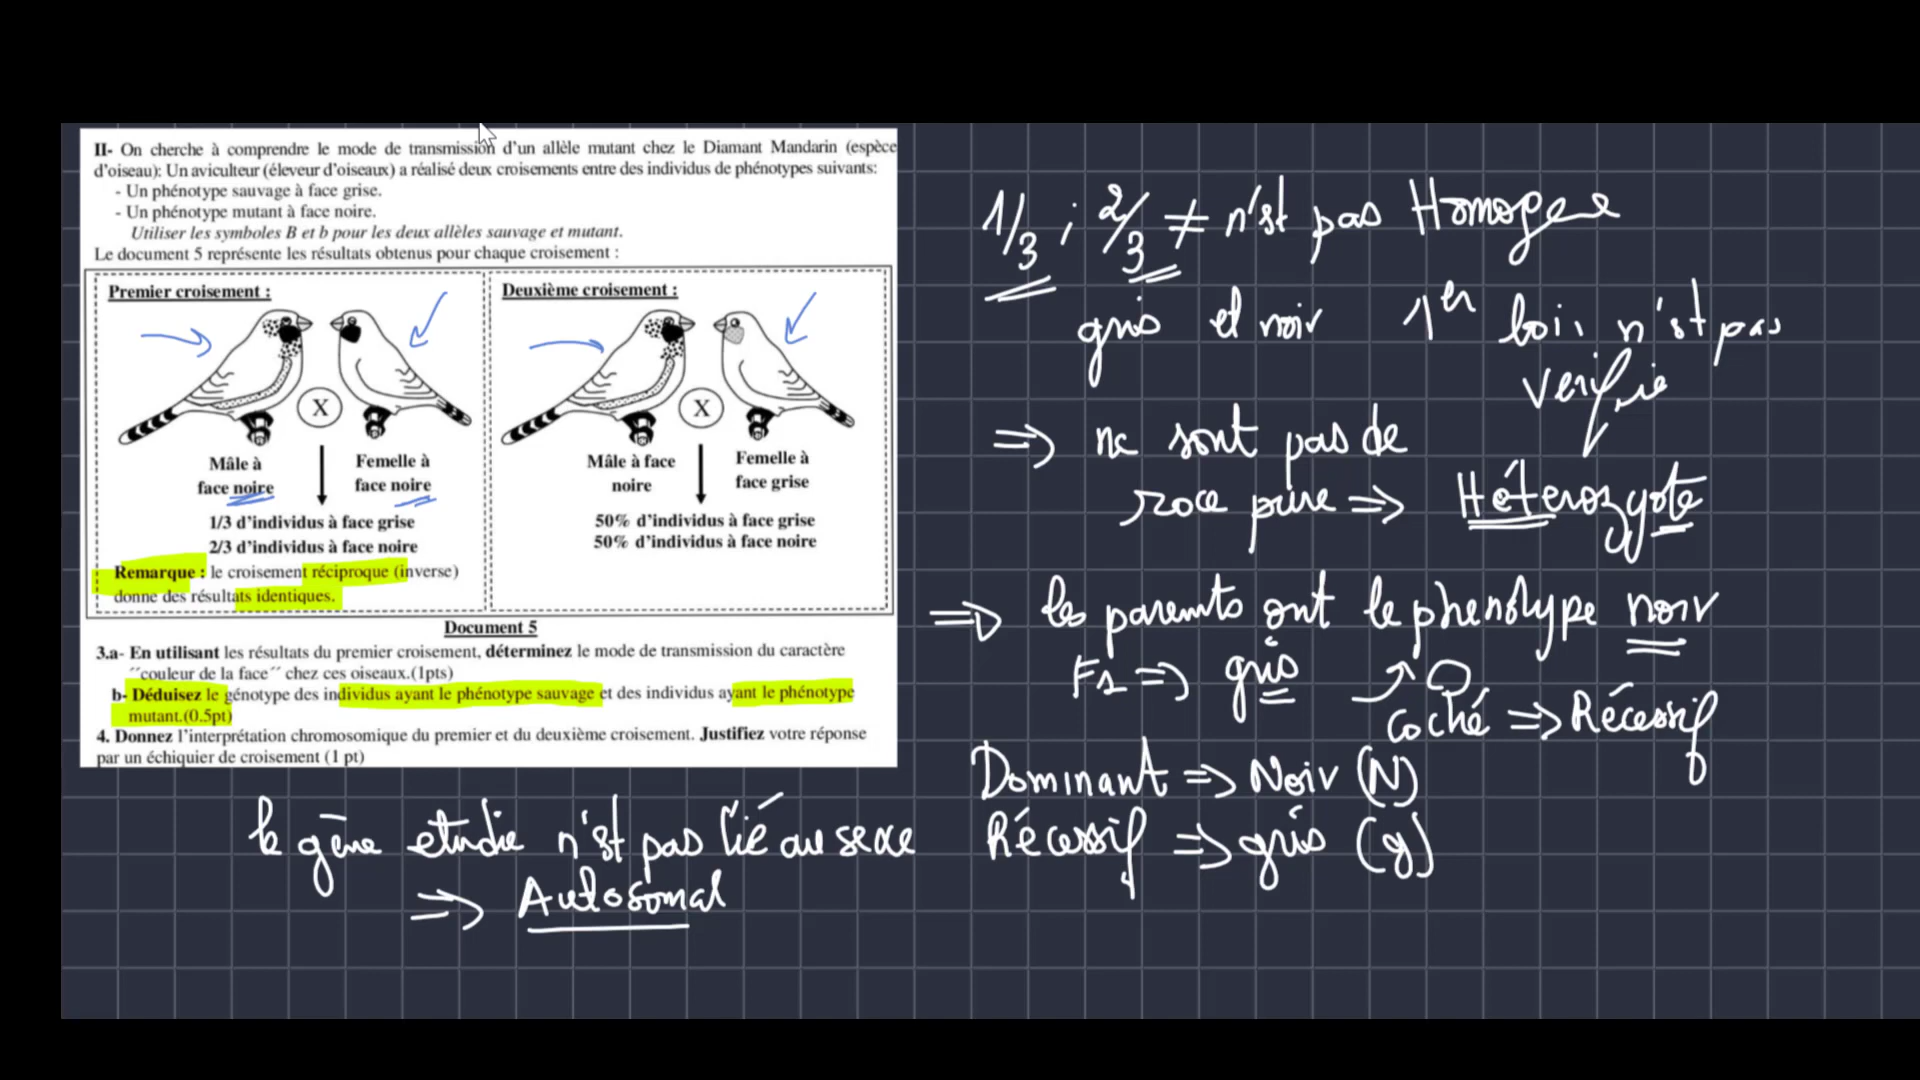 II- On cherche à comprendre le mode de transmission d'un allèle mutant chez le Diamant Mandarin (espèce
d'oiseau): Un aviculteur (éleveur d'oiseaux) a réalisé deux croisements entre des individus de phénotypes suivants:
- Un phénotype sauvage à face grise.
- Un phénotype mutant à face noire.
Utiliser les symboles B et b pour les deux allèles sauvage et mutant.
Le document 5 représente les résultats obtenus pour chaque croisement :
Premier croisement :
X
Mâle à
face noire
Femelle à
face noire
1/3 d'individus à face grise
2/3 d'individus à face noire
Remarque : le croisement réciproque (inverse)
donne des résultats identiques.
Deuxième croisement :
X
Mâle à face
noire
Femelle à
face grise
50% d'individus à face grise
50% d'individus à face noire
Document 5
3.a- En utilisant les résultats du premier croisement, déterminez le mode de transmission du caractère
´´couleur de la face´´ chez ces oiseaux.(1pts)
b- Déduisez le génotype des individus ayant le phénotype sauvage et des individus ayant le phénotype
mutant.(0.5pt)
4. Donnez l'interprétation chromosomique du premier et du deuxième croisement. Justifiez votre réponse
par un échiquier de croisement (1 pt)
le gène etudie n'st pas lié au sexe
=> Autosomal
1/3 ; 2/3 ≠ n'st pas Homogene
gris et noir 1er loi, n'st pas
verifie
=> ne sont pas de
race pure => Hétérozygote
=> les parents ont le phenotype noir
F1 => gris
coché => Récessif
Dominant => Noir (N)
Récessif => gris (g)